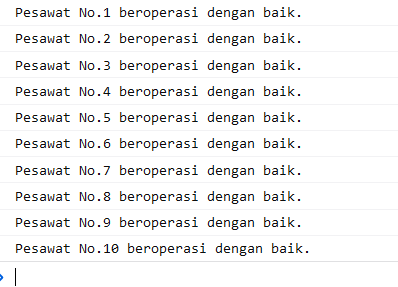 Pesawat No.1 beroperasi dengan baik.
Pesawat No.2 beroperasi dengan baik.
Pesawat No.3 beroperasi dengan baik.
Pesawat No.4 beroperasi dengan baik.
Pesawat No.5 beroperasi dengan baik.
Pesawat No.6 beroperasi dengan baik.
Pesawat No.7 beroperasi dengan baik.
Pesawat No.8 beroperasi dengan baik.
Pesawat No.9 beroperasi dengan baik.
Pesawat No.10 beroperasi dengan baik.